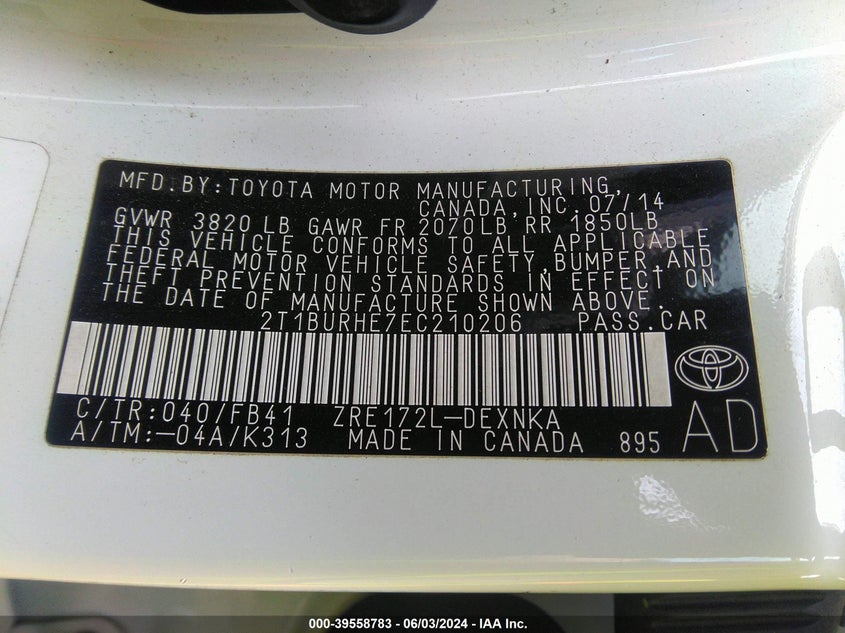 MFD.BY:TOYOTA MOTOR MANUFACTURING,
CANADA,INC. 07/14
GVWR 3820 LB GAWR FR 2070LB RR 1850LB
THIS VEHICLE CONFORMS TO ALL APPLICABLE
FEDERAL MOTOR VEHICLE SAFETY,BUMPER,AND
THEFT PREVENTION STANDARDS IN EFFECT ON
THE DATE OF MANUFACTURE SHOWN ABOVE.
2T1BURHE7EC210206 PASS.CAR
C/TR:040/FB41 ZRE172L-DEXNKA
A/TM:-04A/K313 MADE IN CANADA 895 AD
000-39558783 - 06/03/2024 - IAA Inc.